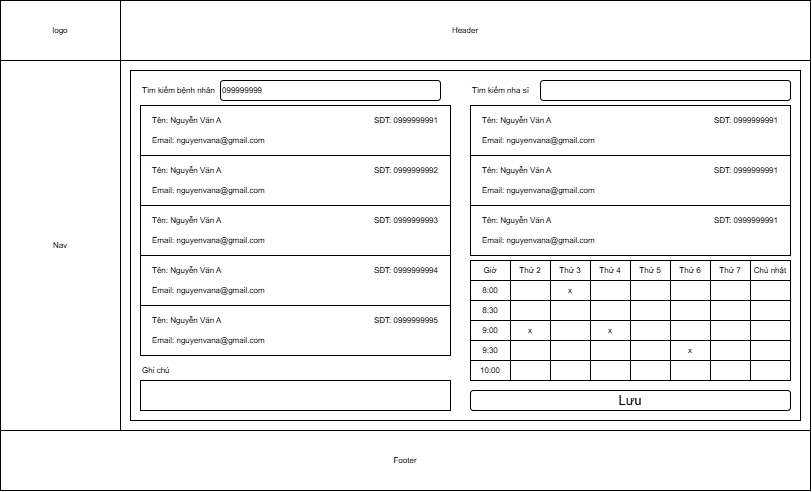 logo
Header
Nav
Tìm kiếm bệnh nhân 099999999
Tên: Nguyễn Văn A SĐT: 0999999991
Email: nguyenvana@gmail.com
Tên: Nguyễn Văn A SĐT: 0999999992
Email: nguyenvana@gmail.com
Tên: Nguyễn Văn A SĐT: 0999999993
Email: nguyenvana@gmail.com
Tên: Nguyễn Văn A SĐT: 0999999994
Email: nguyenvana@gmail.com
Tên: Nguyễn Văn A SĐT: 0999999995
Email: nguyenvana@gmail.com
Ghi chú
Tìm kiếm nha sĩ
Tên: Nguyễn Văn A SĐT: 0999999991
Email: nguyenvana@gmail.com
Tên: Nguyễn Văn A SĐT: 0999999991
Email: nguyenvana@gmail.com
Tên: Nguyễn Văn A SĐT: 0999999991
Email: nguyenvana@gmail.com
Giờ Thứ 2 Thứ 3 Thứ 4 Thứ 5 Thứ 6 Thứ 7 Chủ nhật
8:00 x
8:30
9:00 x x
9:30 x
10:00
Lưu
Footer